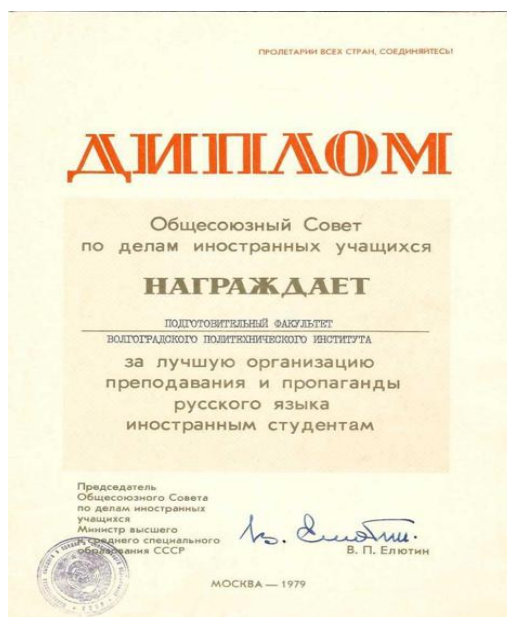 ПРОЛЕТАРИИ ВСЕХ СТРАН, СОЕДИНЯЙТЕСЬ!
ДИПЛОМ
Общесоюзный Совет
по делам иностранных учащихся
НАГРАЖДАЕТ
ПОДГОТОВИТЕЛЬНЫЙ ФАКУЛЬТЕТ
ВОЛГОГРАДСКОГО ПОЛИТЕХНИЧЕСКОГО ИНСТИТУТА
за лучшую организацию
преподавания и пропаганды
русского языка
иностранным студентам
Председатель
Общесоюзного Совета
по делам иностранных
учащихся
Министр высшего
и среднего специального
образования СССР
В. Елютин.
В. П. Елютин
МОСКВА — 1979